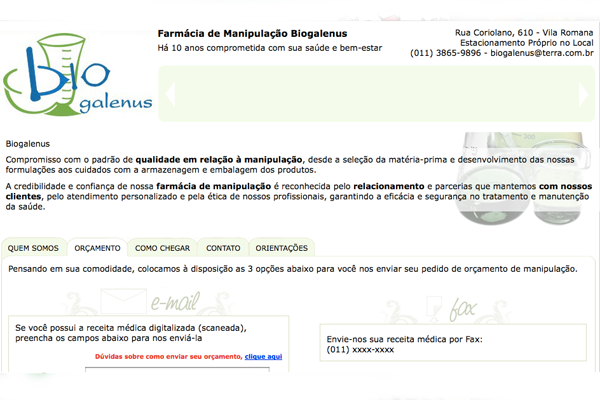 bio
galenus
Farmácia de Manipulação Biogalenus
Há 10 anos comprometida com sua saúde e bem-estar
Rua Coriolano, 610 - Vila Romana
Estacionamento Próprio no Local
(011) 3865-9896 - biogalenus@terra.com.br
Biogalenus
Compromisso com o padrão de qualidade em relação à manipulação, desde a seleção da matéria-prima e desenvolvimento das nossas
formulações aos cuidados com a armazenagem e embalagem dos produtos.
A credibilidade e confiança de nossa farmácia de manipulação é reconhecida pelo relacionamento e parcerias que mantemos com nossos
clientes, pelo atendimento personalizado e pela ética de nossos profissionais, garantindo a eficácia e segurança no tratamento e manutenção
da saúde.
QUEM SOMOS ORÇAMENTO COMO CHEGAR CONTATO ORIENTAÇÕES
Pensando em sua comodidade, colocamos à disposição as 3 opções abaixo para você nos enviar seu pedido de orçamento de manipulação.
e-mail
Se você possui a receita médica digitalizada (scaneada),
preencha os campos abaixo para nos enviá-la
Dúvidas sobre como enviar seu orçamento, clique aqui
fax
Envie-nos sua receita médica por Fax:
(011) xxxx-xxxx